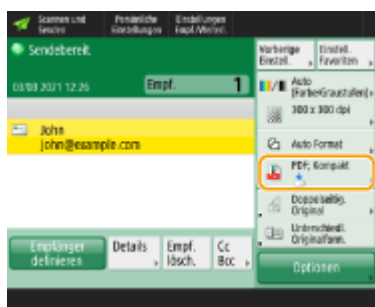 Scannen und
Senden
Persönliche
Einstellungen
Einstellungen
Empf./Weiterl.
Sendebereit.
03/03 2021 12:26
Empf. 1
John
john@example.com
Empfänger
definieren
Details
Empf.
lösch.
Cc
Bcc
Vorherige
Einstell.
Einstell.
Favoriten
Auto
(Farbe/Graustufen)
300 x 300 dpi
Auto Format
PDF; Kompakt
Doppelseitig.
Original
Unterschiedl.
Originalform.
Optionen